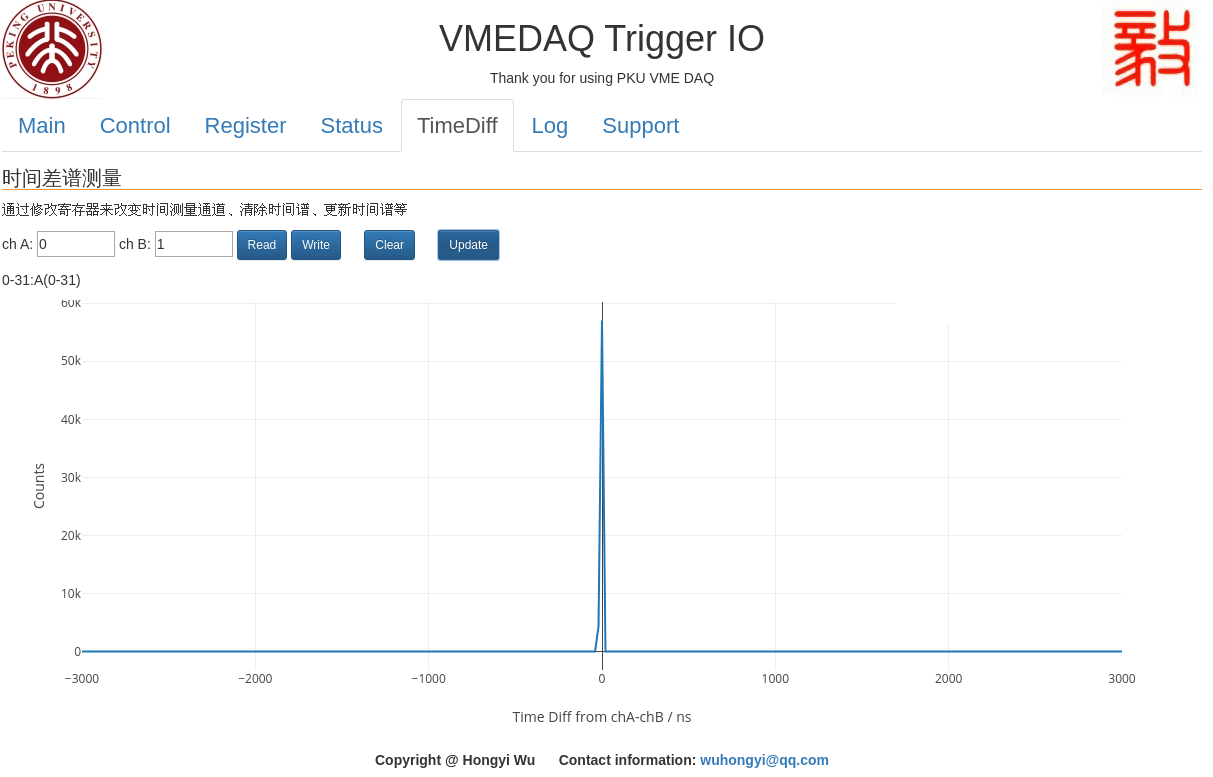 PEKING UNIVERSITY
1898
VMEDAQ Trigger IO
Thank you for using PKU VME DAQ
毅
Main Control Register Status TimeDiff Log Support
时间差谱测量
通过修改寄存器来改变时间测量通道、清除时间谱、更新时间谱等
ch A: 0 ch B: 1 Read Write Clear Update
0-31:A(0-31)
60k
50k
40k
30k
20k
10k
0
Counts
−3000 −2000 −1000 0 1000 2000 3000
Time Diff from chA-chB / ns
Copyright @ Hongyi Wu Contact information: wuhongyi@qq.com